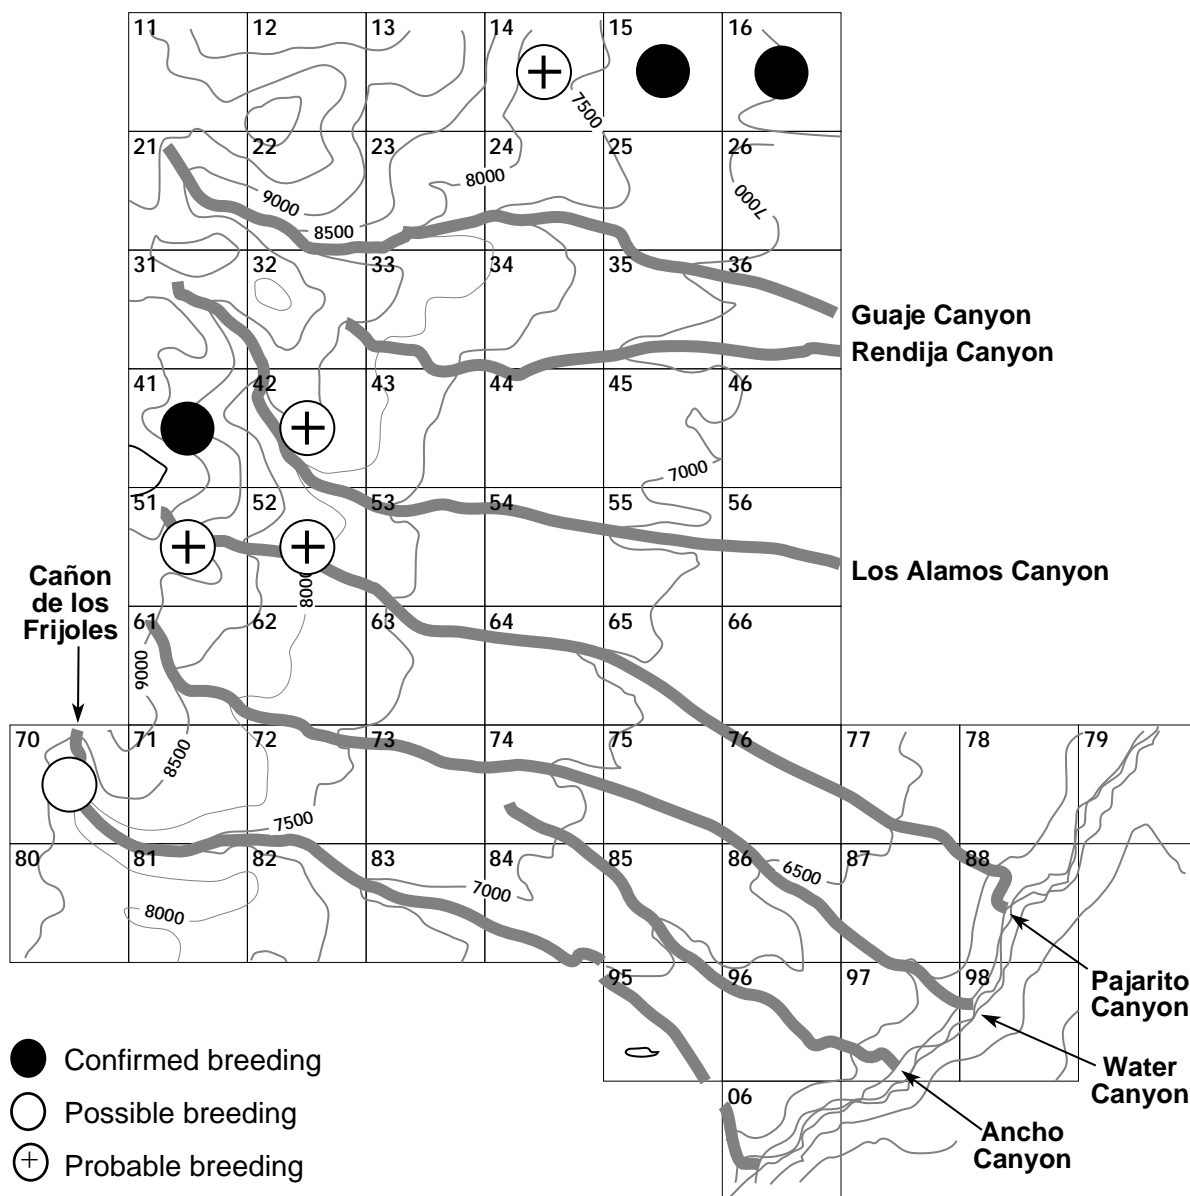 11 12 13 14 15 16
7500
21 22 23 24 25 26
8000
9000
7000
8500
31 32 33 34 35 36
Guaje Canyon
Rendija Canyon
41 42 43 44 45 46
7000
51 52 53 54 55 56
Los Alamos Canyon
Cañon
de los
Frijoles
8000
61 62 63 64 65 66
9000
70 71 72 73 74 75 76 77 78 79
8500
7500
80 81 82 83 84 85 86 87 88
6500
7000
8000
95 96 97 98
Pajarito
Canyon
Water
Canyon
06
Ancho
Canyon
Confirmed breeding
Possible breeding
Probable breeding